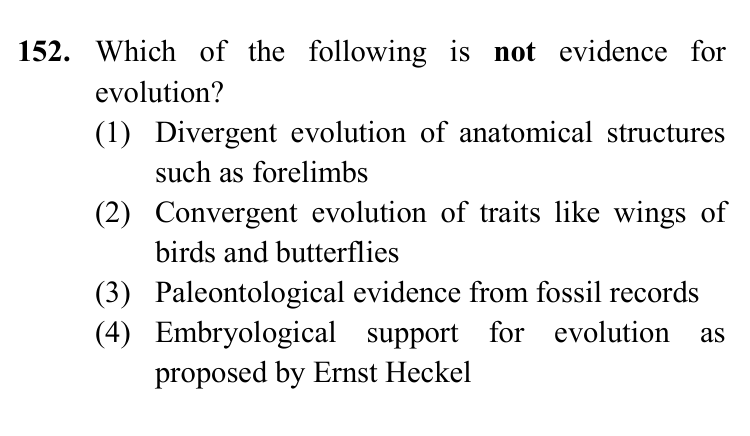 152. Which of the following is not evidence for
evolution?
(1) Divergent evolution of anatomical structures
such as forelimbs
(2) Convergent evolution of traits like wings of
birds and butterflies
(3) Paleontological evidence from fossil records
(4) Embryological support for evolution as
proposed by Ernst Heckel